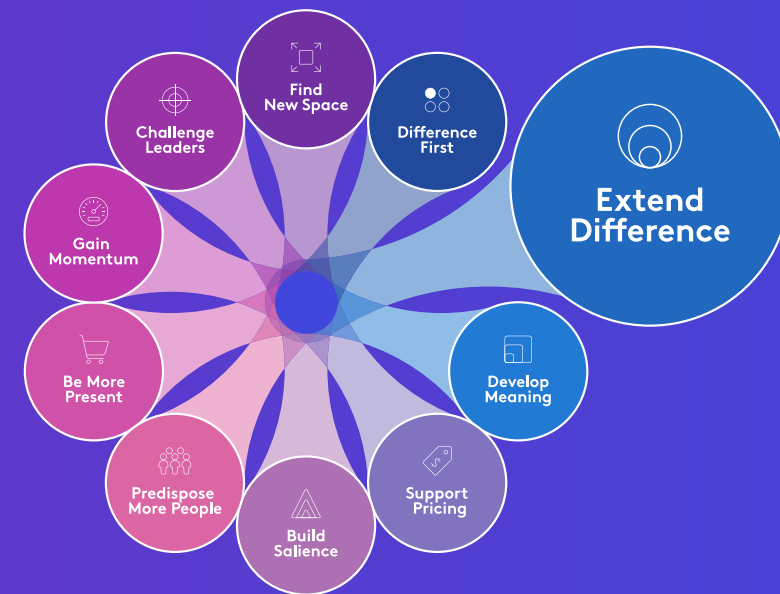 Find
New Space
Difference
First
Extend
Difference
Develop
Meaning
Support
Pricing
Build
Salience
Predispose
More People
Be More
Present
Gain
Momentum
Challenge
Leaders